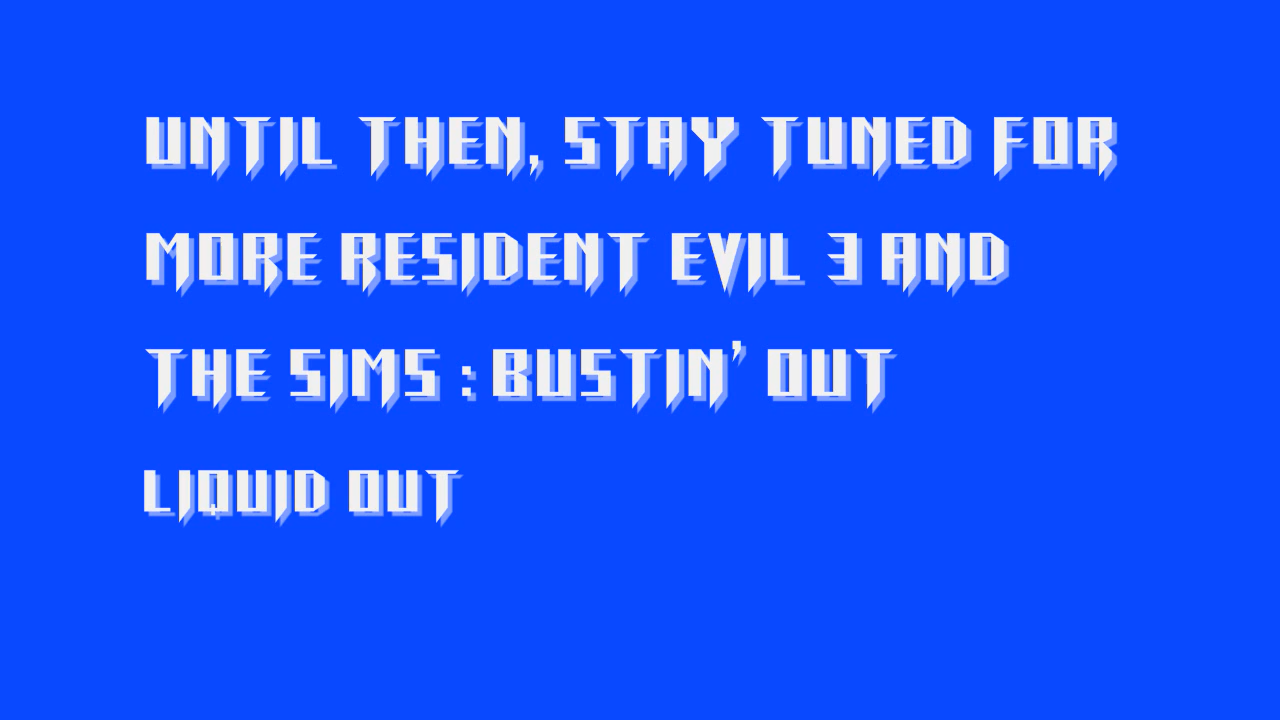 UNTIL THEN, STAY TUNED FOR
MORE RESIDENT EVIL 3 AND
THE SIMS : BUSTIN' OUT
LIQUID OUT